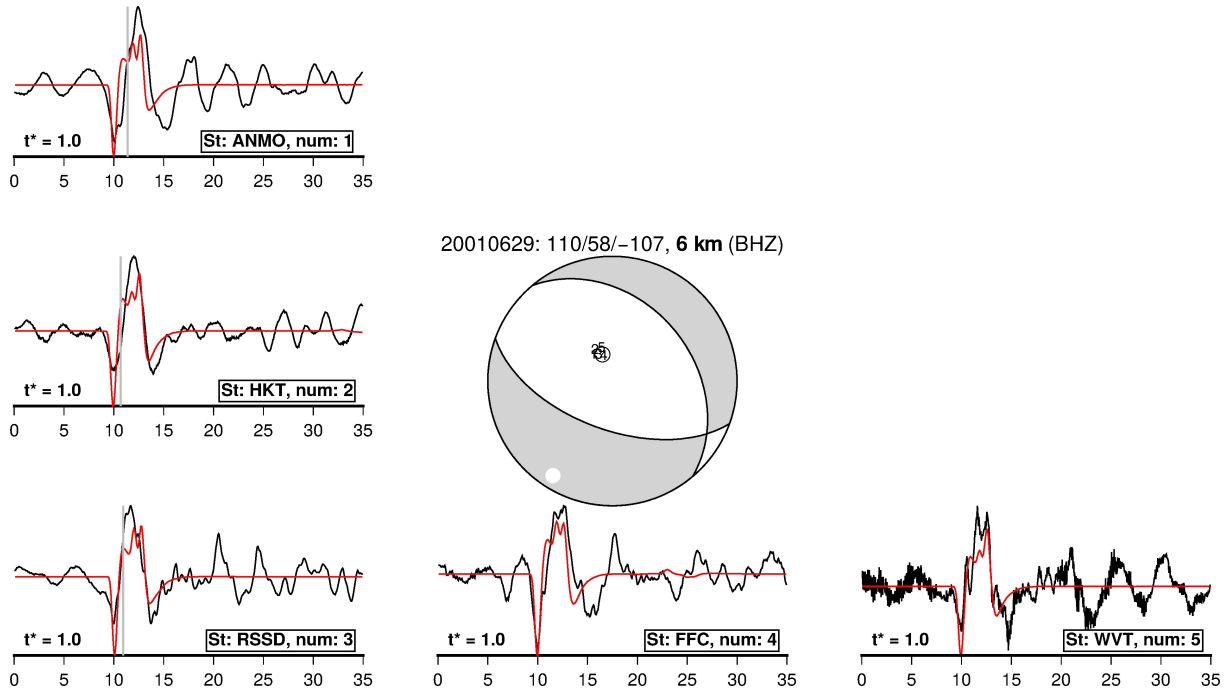 t* = 1.0
St: ANMO, num: 1
0 5 10 15 20 25 30 35
t* = 1.0
St: HKT, num: 2
0 5 10 15 20 25 30 35
20010629: 110/58/−107, 6 km (BHZ)
t* = 1.0
St: RSSD, num: 3
0 5 10 15 20 25 30 35
t* = 1.0
St: FFC, num: 4
0 5 10 15 20 25 30 35
t* = 1.0
St: WVT, num: 5
0 5 10 15 20 25 30 35